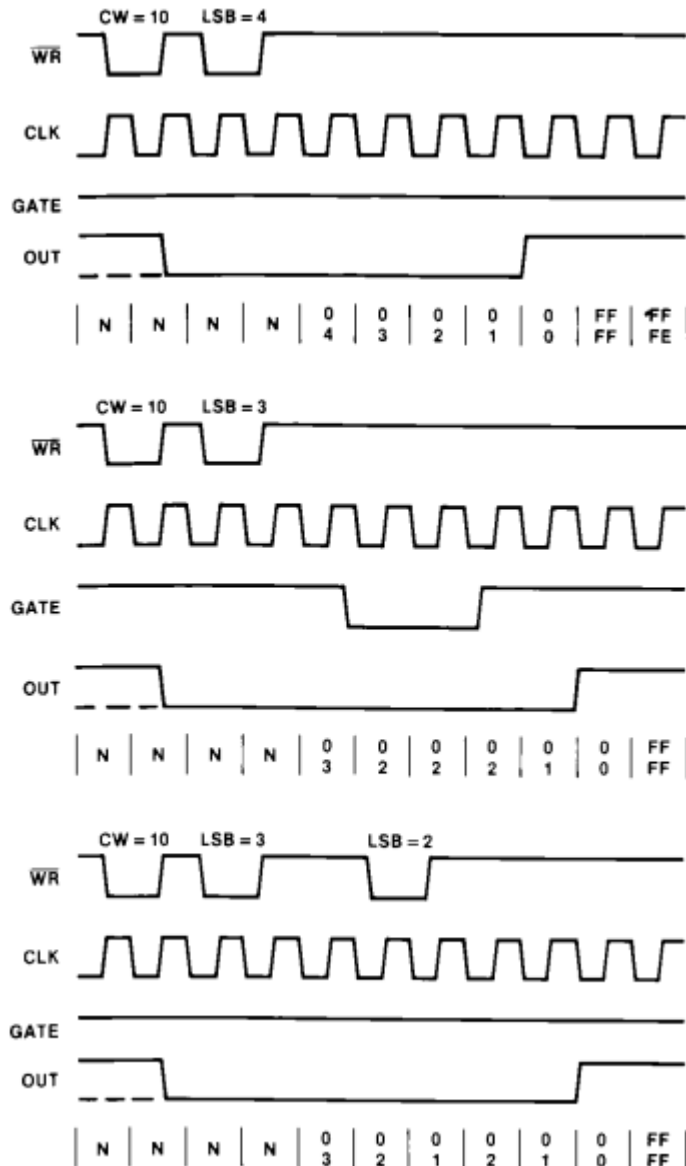 CW = 10 LSB = 4
WR
CLK
GATE
OUT
N N N N 0 0 0 0 0 FF FF
4 3 2 1 0 FF FE
CW = 10 LSB = 3
WR
CLK
GATE
OUT
N N N N 0 0 0 0 0 0 FF
3 2 2 2 1 0 FF
CW = 10 LSB = 3 LSB = 2
WR
CLK
GATE
OUT
N N N N 0 0 0 0 0 0 FF
3 2 1 2 1 0 FF